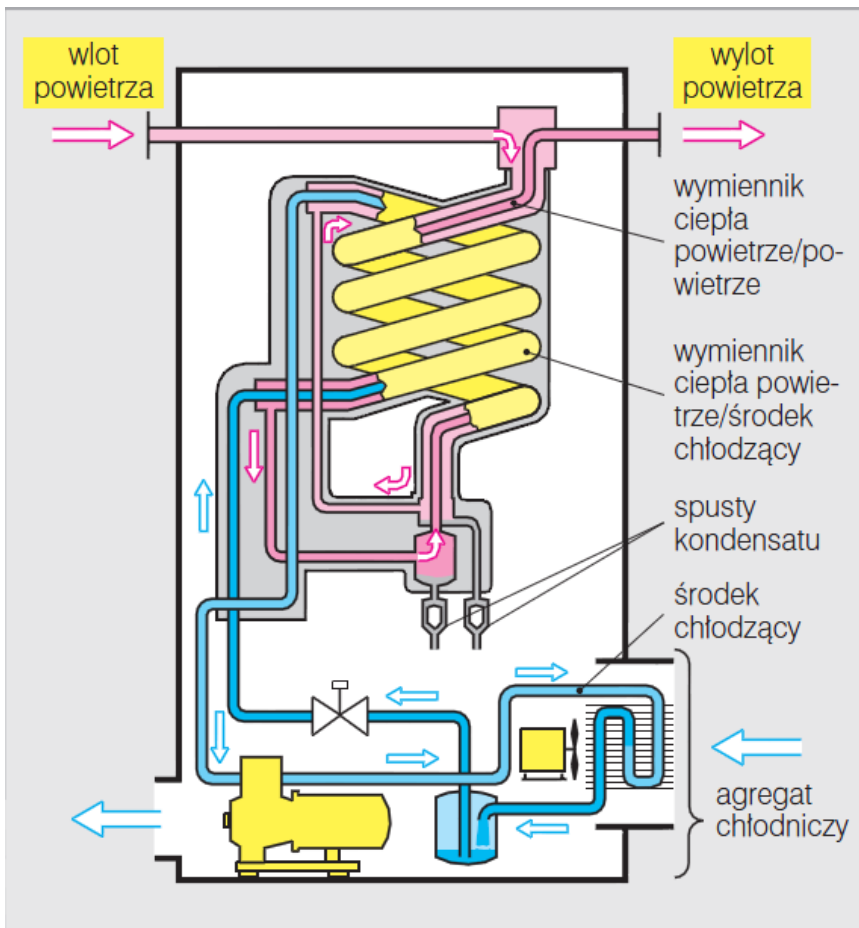 wlot
powietrza
wylot
powietrza
wymiennik
ciepła
powietrze/po-
wietrze
wymiennik
ciepła powie-
trze/środek
chłodzący
spusty
kondensatu
środek
chłodzący
agregat
chłodniczy